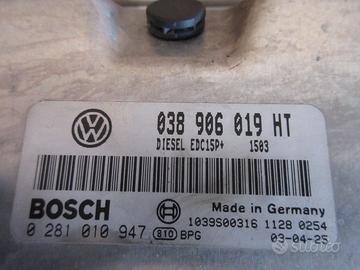 038 906 019 HT
DIESEL EDC15P+ 1503
BOSCH
Made in Germany
1039S00316 1128 0254
0 281 010 947 810 BPG 03-04-25
subito